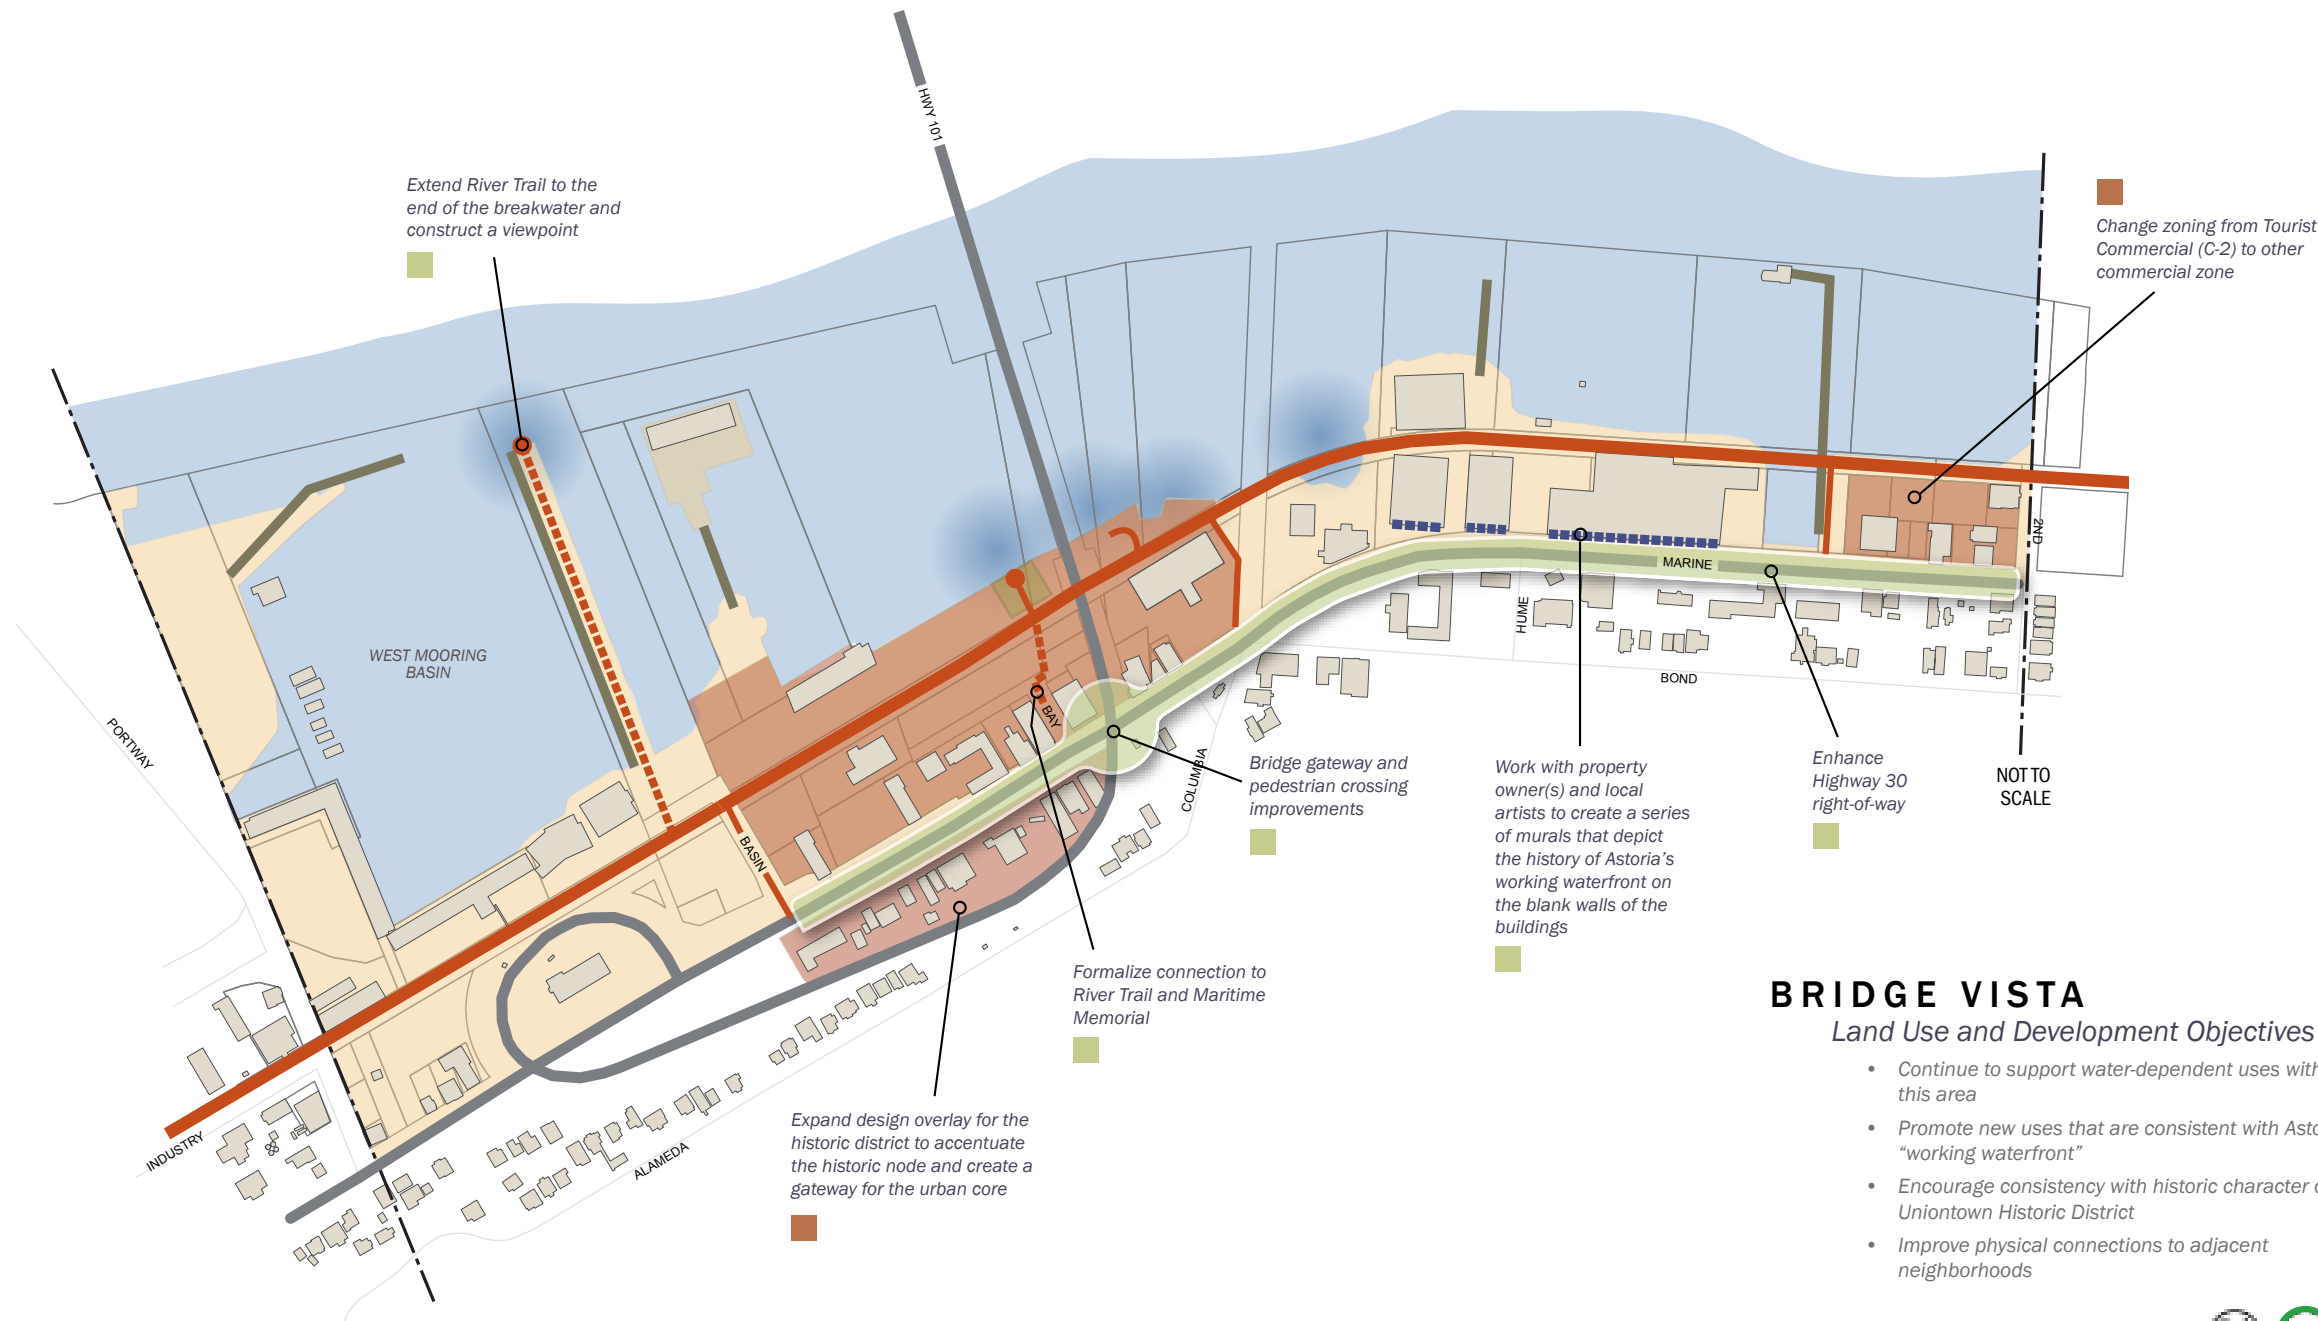 HWY 101
Extend River Trail to the
end of the breakwater and
construct a viewpoint
Change zoning from Tourist
Commercial (C-2) to other
commercial zone
2ND
MARINE
HUME
BOND
WEST MOORING
BASIN
PORTWAY
BAY
COLUMBIA
BASIN
Bridge gateway and
pedestrian crossing
improvements
Work with property
owner(s) and local
artists to create a series
of murals that depict
the history of Astoria's
working waterfront on
the blank walls of the
buildings
Enhance
Highway 30
right-of-way
NOT TO
SCALE
Formalize connection to
River Trail and Maritime
Memorial
Expand design overlay for the
historic district to accentuate
the historic node and create a
gateway for the urban core
INDUSTRY
ALAMEDA
BRIDGE VISTA
Land Use and Development Objectives
• Continue to support water-dependent uses
this area
• Promote new uses that are consistent with
“working waterfront”
• Encourage consistency with historic character
Uniontown Historic District
• Improve physical connections to adjacent
neighborhoods